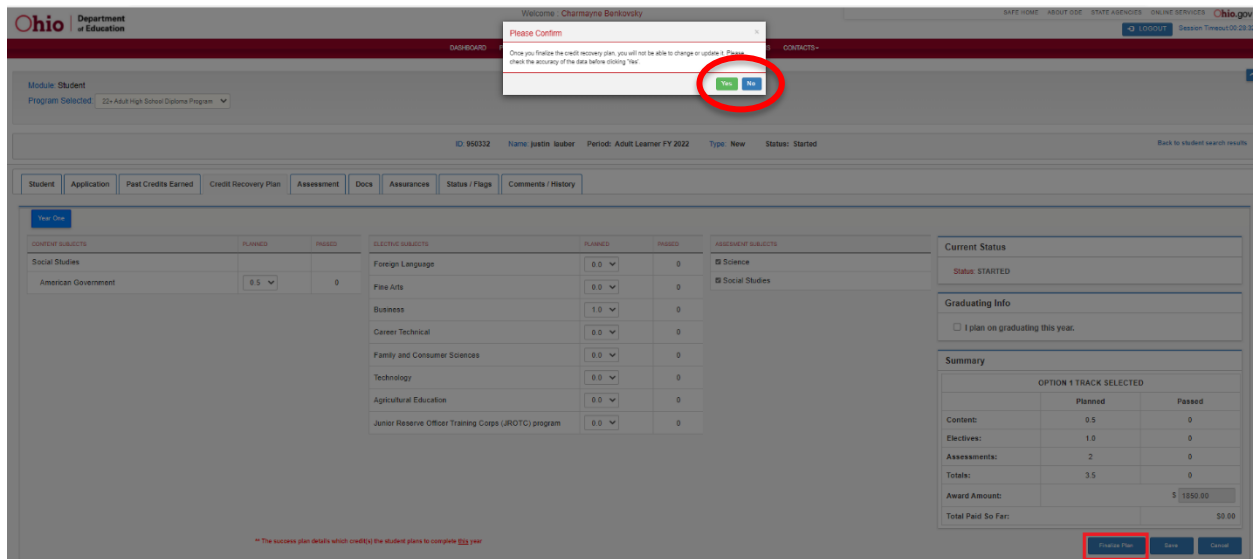 Ohio Department of Education
Welcome : Charmayne Benkovsky
SAFE HOME ABOUT ODE STATE AGENCIES ONLINE SERVICES Ohio.gov
LOGOUT Session Timeout:00:28:
DASHBOARD
CONTACTS
Please Confirm ×
Once you finalize the credit recovery plan, you will not be able to change or update it. Please
check the accuracy of the data before clicking 'Yes'.
Yes No
Module: Student
Program Selected: 22+ Adult High School Diploma Program
ID: 950332 Name: justin lauber Period: Adult Learner FY 2022 Type: New Status: Started
Back to student search results
Student Application Past Credits Earned Credit Recovery Plan Assessment Docs Assurances Status / Flags Comments / History
Year One
CONTENT SUBJECTS PLANNED PASSED
Social Studies
American Government 0.5 0
ELECTIVE SUBJECTS PLANNED PASSED
Foreign Language 0.0 0
Fine Arts 0.0 0
Business 1.0 0
Career Technical 0.0 0
Family and Consumer Sciences 0.0 0
Technology 0.0 0
Agricultural Education 0.0 0
Junior Reserve Officer Training Corps (JROTC) program 0.0 0
ASSESSMENT SUBJECTS
Science
Social Studies
Current Status
Status: STARTED
Graduating Info
I plan on graduating this year.
Summary
OPTION 1 TRACK SELECTED
Planned Passed
Content: 0.5 0
Electives: 1.0 0
Assessments: 2 0
Totals: 3.5 0
Award Amount: $ 1050.00
Total Paid So Far: $0.00
** The success plan details which credit(s) the student plans to complete this year
Finalize Plan Save Cancel